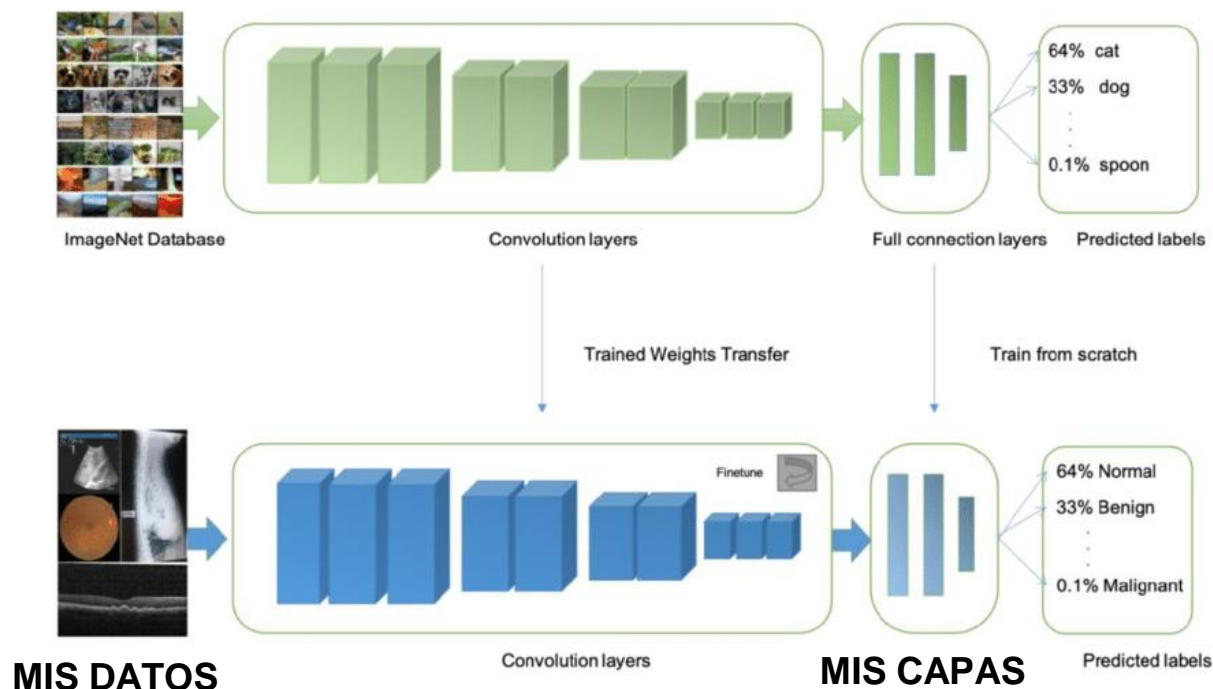 64% cat
33% dog
.
.
.
0.1% spoon
ImageNet Database
Convolution layers
Full connection layers
Predicted labels
Trained Weights Transfer
Train from scratch
Finetune
64% Normal
33% Benign
.
.
.
0.1% Malignant
MIS DATOS
Convolution layers
MIS CAPAS
Predicted labels